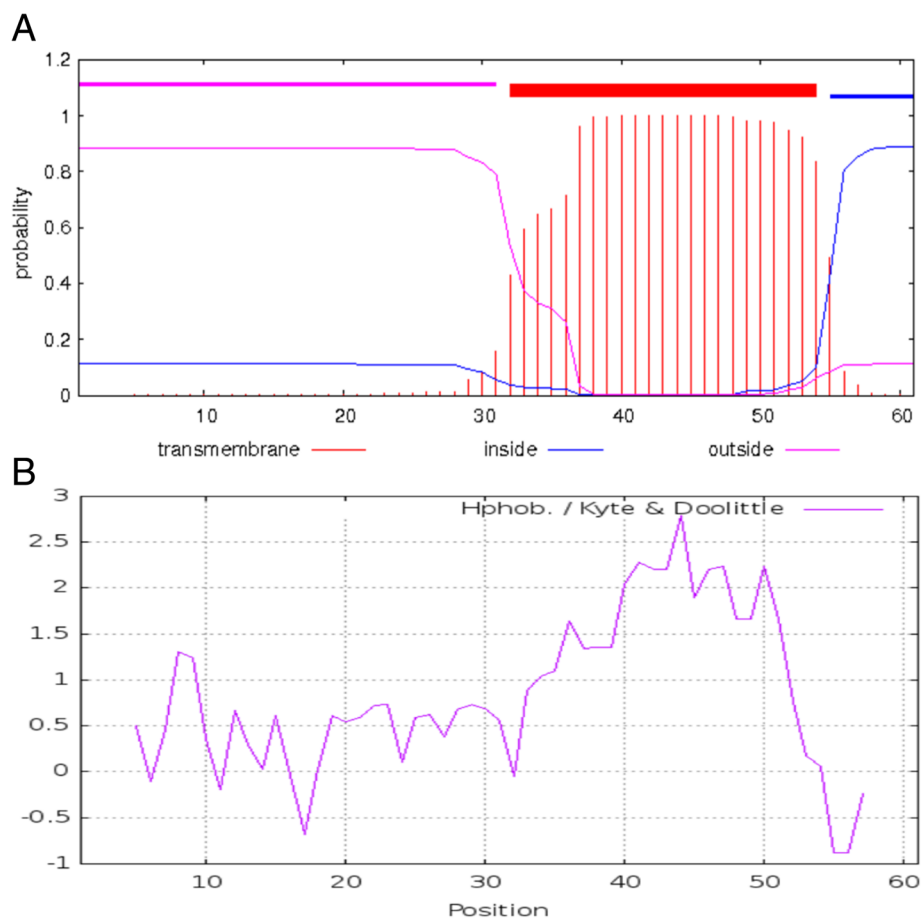 A
1.2
1
0.8
0.6
0.4
0.2
0
probability
10 20 30 40 50 60
transmembrane inside outside
B
Hphob. / Kyte & Doolittle
3
2.5
2
1.5
1
0.5
0
-0.5
-1
10 20 30 40 50 60
Position